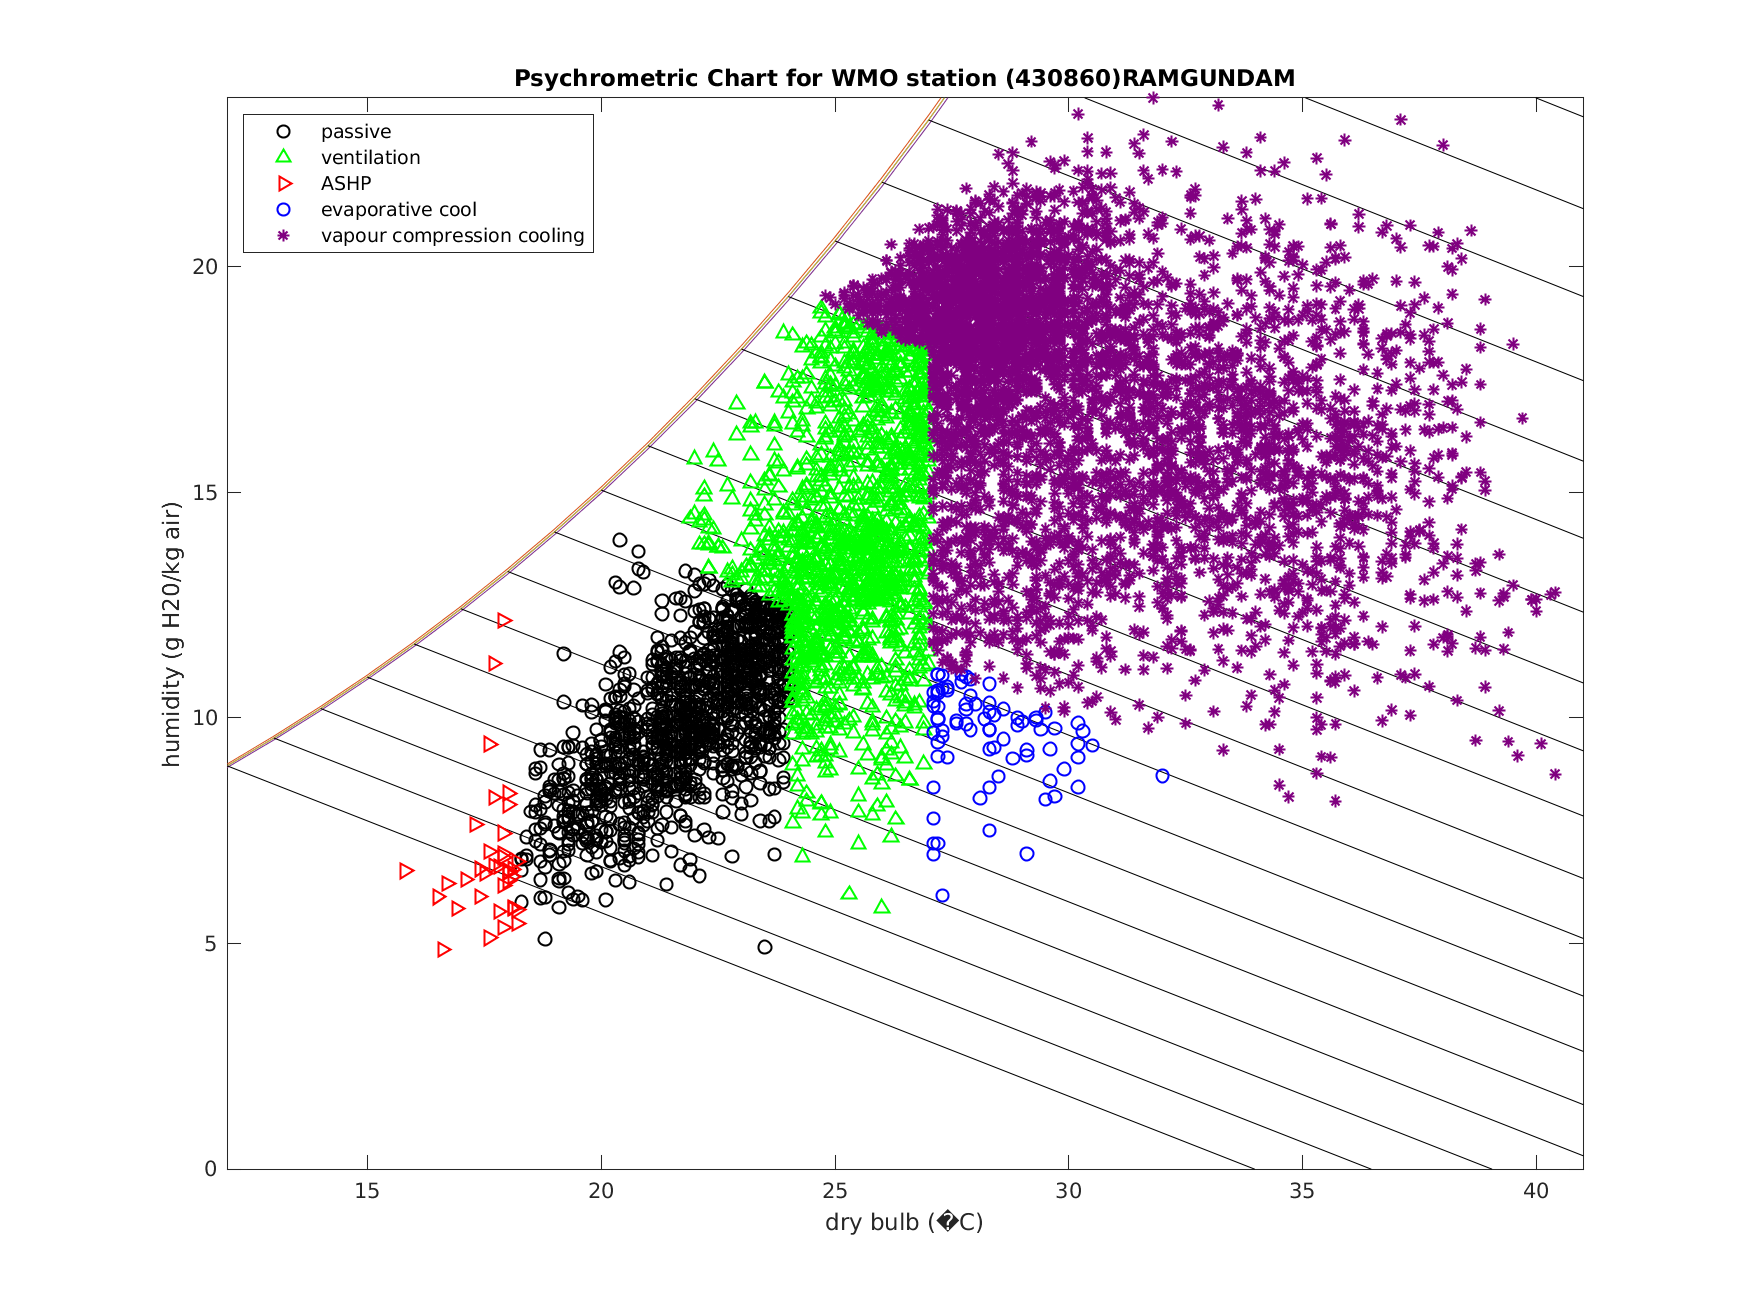 Psychrometric Chart for WMO station (430860)RAMGUNDAM
passive
ventilation
ASHP
evaporative cool
vapour compression cooling
humidity (g H20/kg air)
20
15
10
5
0
15 20 25 30 35 40
dry bulb (�C)